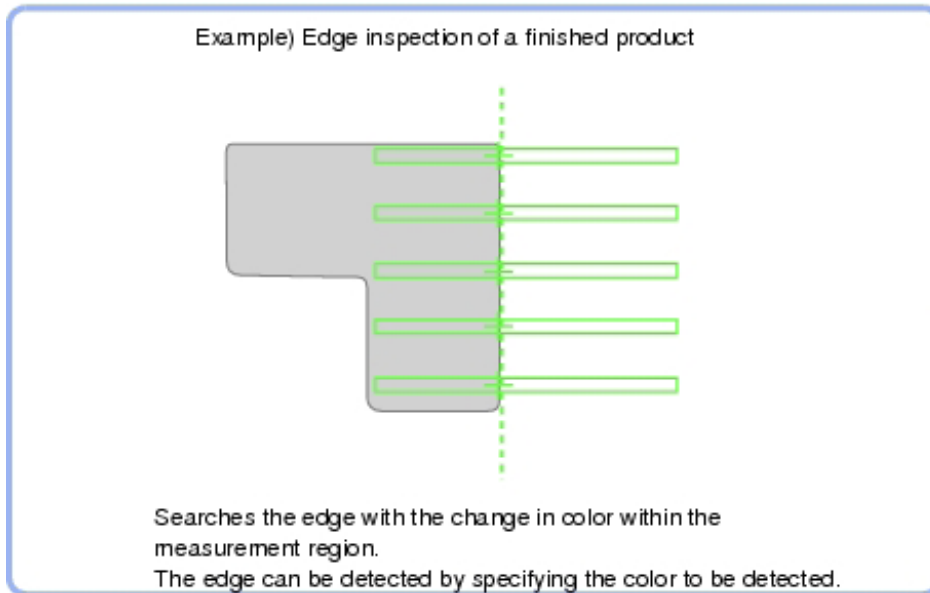 Example) Edge inspection of a finished product
Searches the edge with the change in color within the
measurement region.
The edge can be detected by specifying the color to be detected.